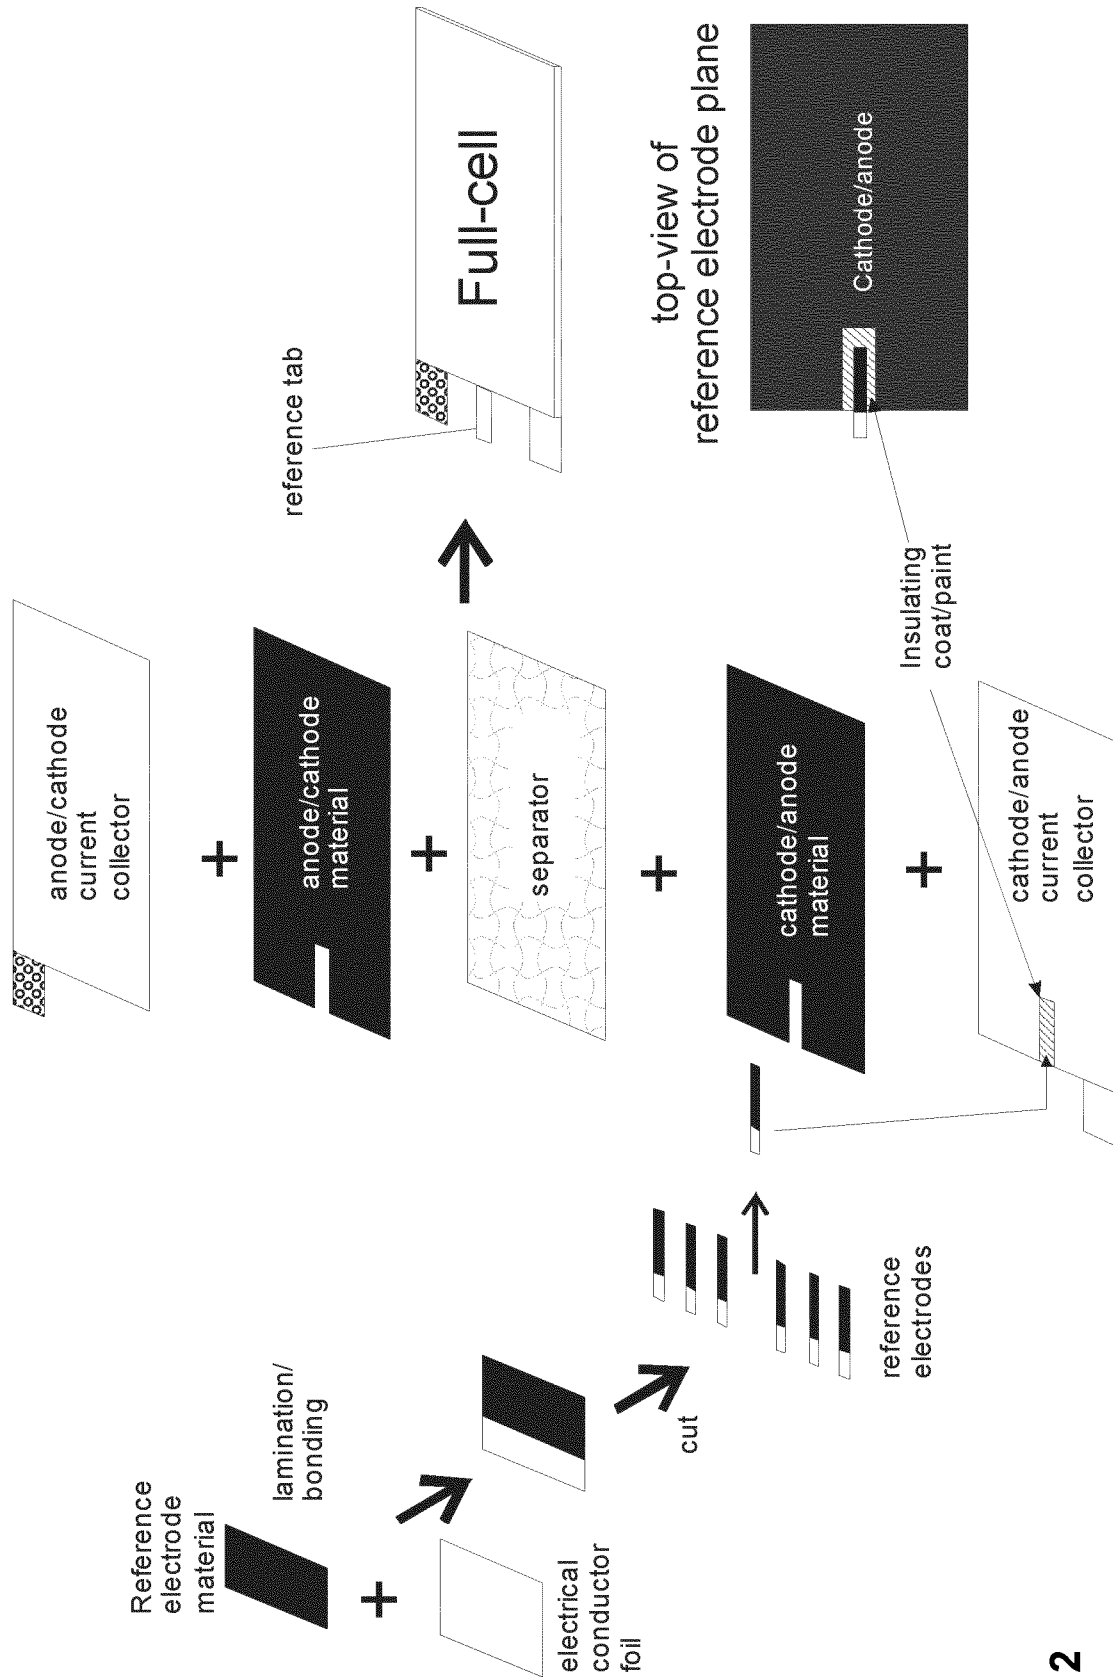 Reference
electrode
material
+
electrical
conductor
foil
lamination/
bonding
cut
reference
electrodes
anode/cathode
current
collector
+
anode/cathode
material
+
separator
+
cathode/anode
material
+
cathode/anode
current
collector
Insulating
coat/paint
reference tab
Full-cell
top-view of
reference electrode plane
Cathode/anode
2